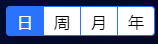 日 周 月 年